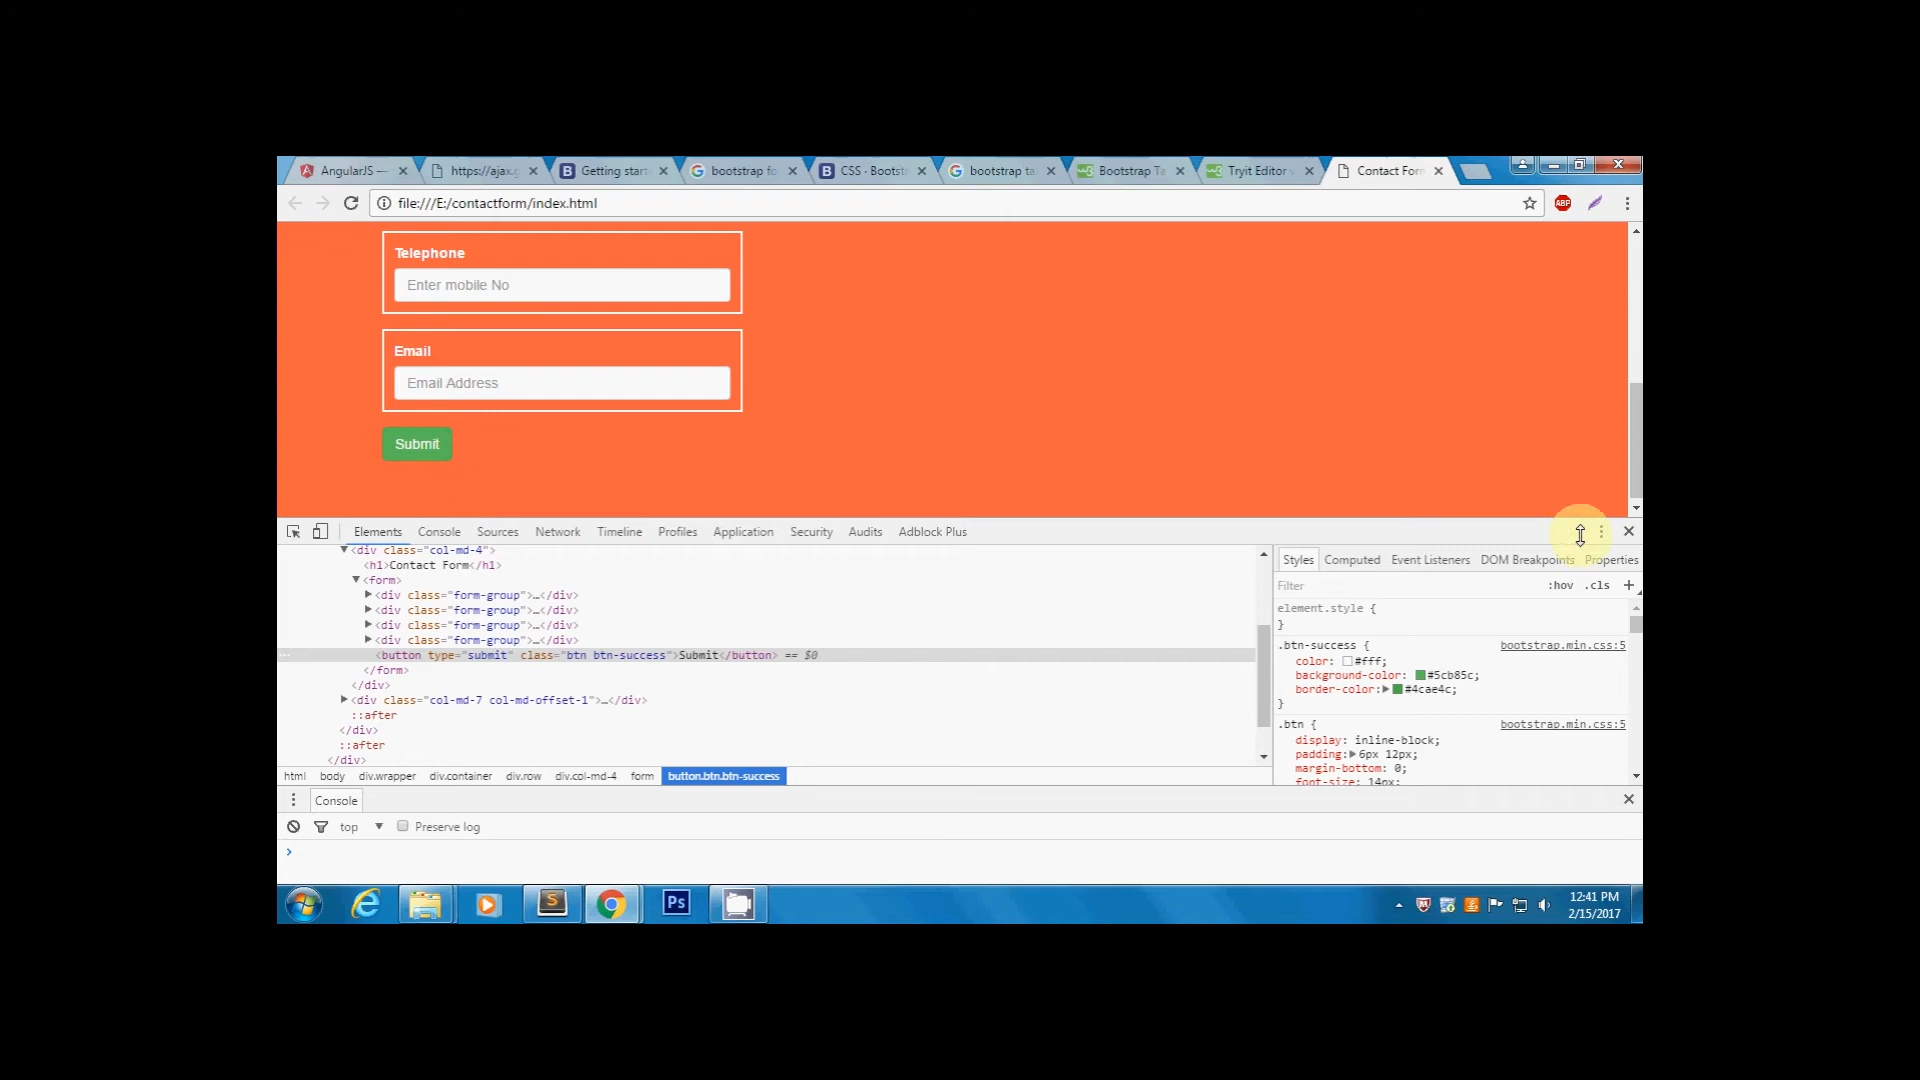 AngularJS —
https://ajax.g
Getting start
bootstrap fo
CSS · Bootst
bootstrap ta
Bootstrap Ta
Tryit Editor v
Contact Form
file:///E:/contactform/index.html
ABP
Telephone
Enter mobile No
Email
Email Address
Submit
Elements Console Sources Network Timeline Profiles Application Security Audits Adblock Plus
<div class="col-md-4">
<h1>Contact Form</h1>
<form>
<div class="form-group">…</div>
<div class="form-group">…</div>
<div class="form-group">…</div>
<div class="form-group">…</div>
<button type="submit" class="btn btn-success">Submit</button> == $0
</form>
</div>
<div class="col-md-7 col-md-offset-1">…</div>
::after
</div>
::after
</div>
html body div.wrapper div.container div.row div.col-md-4 form button.btn.btn-success
Styles Computed Event Listeners DOM Breakpoints Properties
Filter :hov .cls +
element.style {
}
.btn-success { bootstrap.min.css:5
color: #fff;
background-color: #5cb85c;
border-color: #4cae4c;
}
.btn { bootstrap.min.css:5
display: inline-block;
padding: 6px 12px;
margin-bottom: 0;
font-size: 14px;
Console
top Preserve log
Ps
12:41 PM
2/15/2017